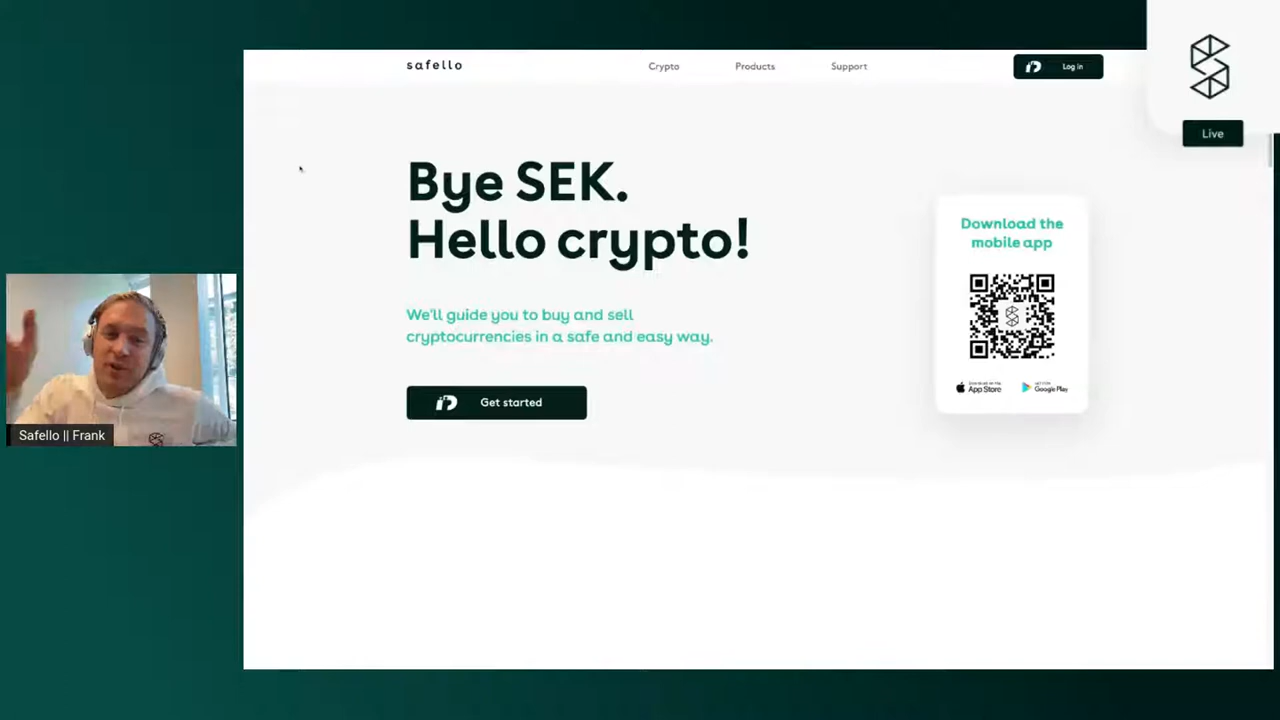 safello
Crypto
Products
Support
Log in
Live
Bye SEK.
Hello crypto!
We'll guide you to buy and sell
cryptocurrencies in a safe and easy way.
Get started
Download the
mobile app
App Store
Google Play
Safello || Frank